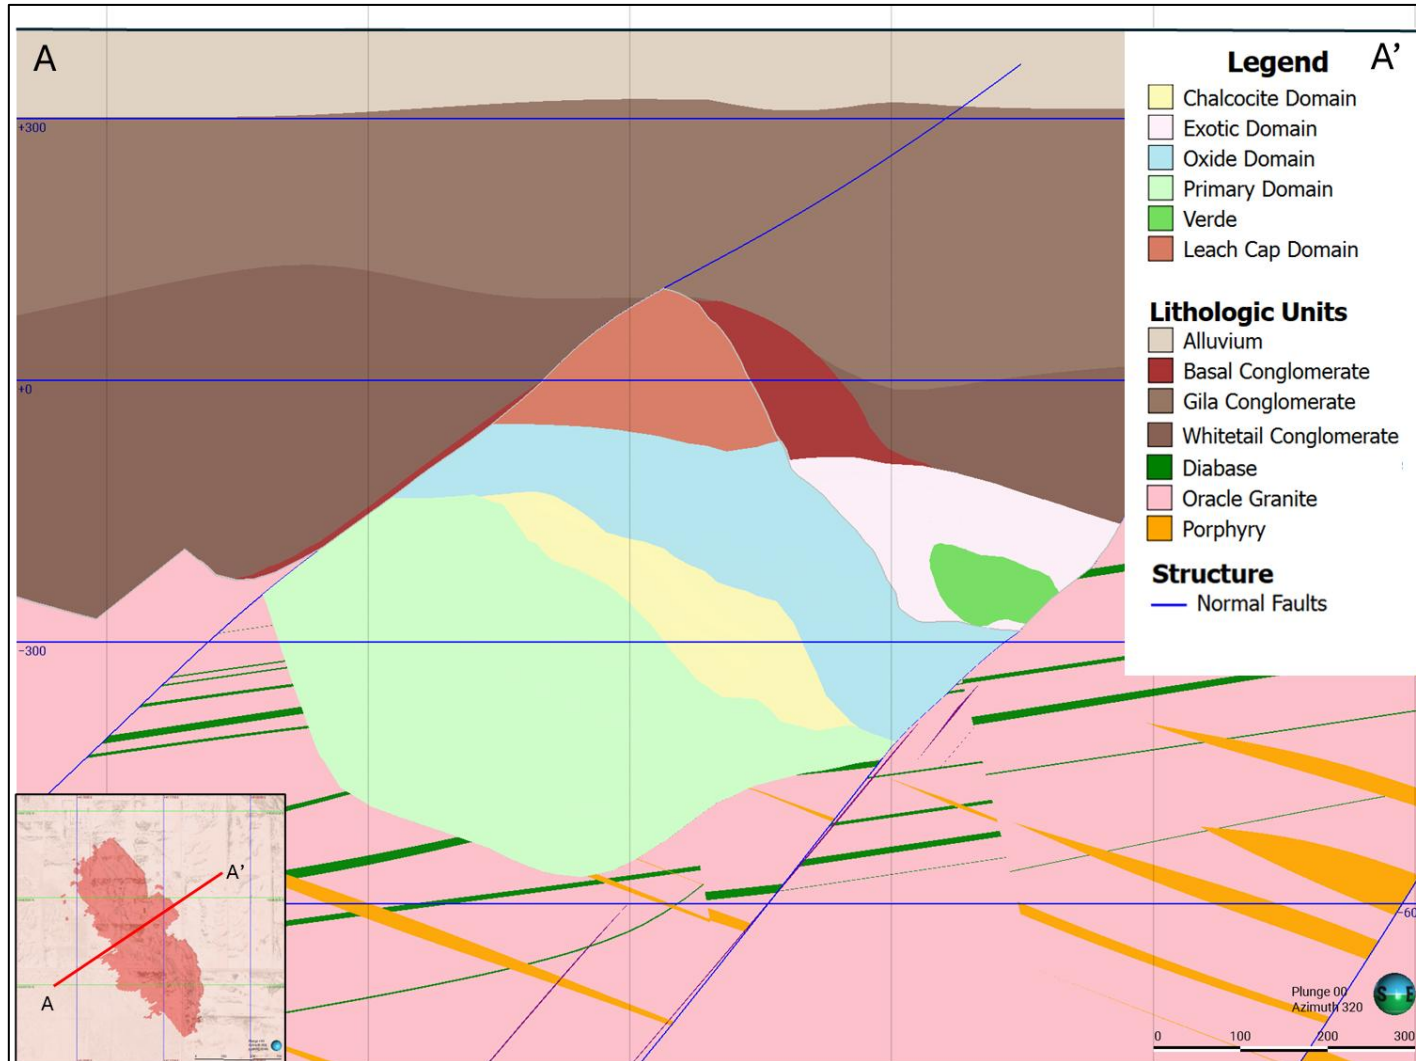 A
A’
Legend
Chalcocite Domain
Exotic Domain
Oxide Domain
Primary Domain
Verde
Leach Cap Domain
Lithologic Units
Alluvium
Basal Conglomerate
Gila Conglomerate
Whitetail Conglomerate
Diabase
Oracle Granite
Porphyry
Structure
Normal Faults
+300
+0
-300
-60
A’
A
Plunge 00
Azimuth 320
S E
0 100 200 300